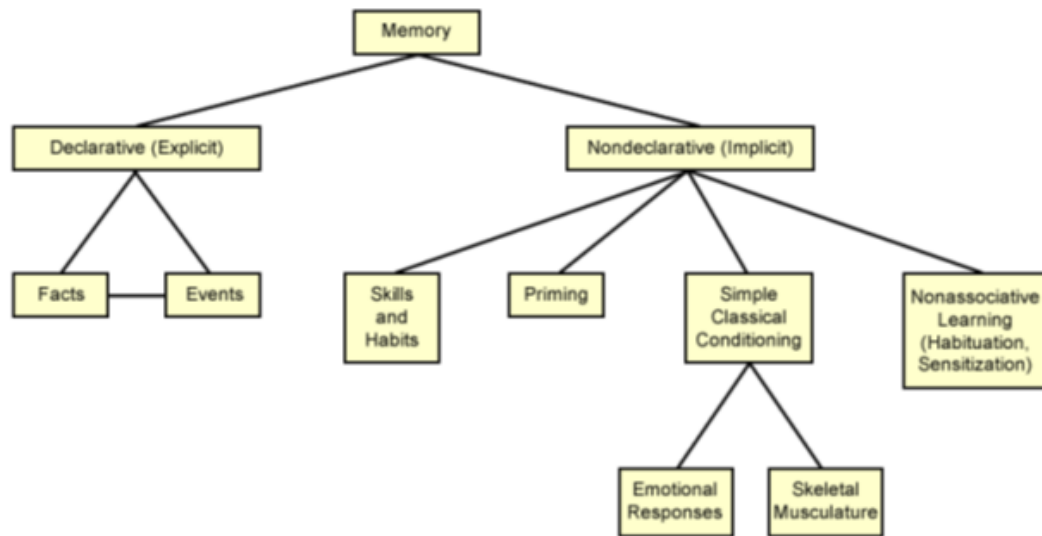 Memory
Declarative (Explicit)
Nondeclarative (Implicit)
Facts
Events
Skills
and
Habits
Priming
Simple
Classical
Conditioning
Nonassociative
Learning
(Habituation,
Sensitization)
Emotional
Responses
Skeletal
Musculature